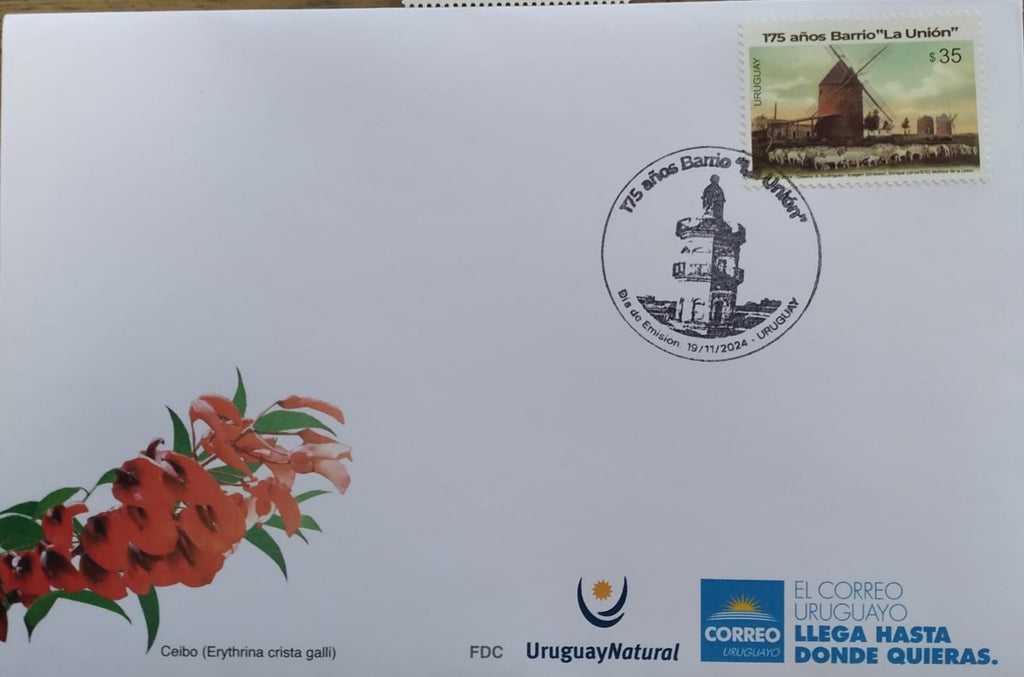 175 años Barrio "La Unión"
$35
URUGUAY
175 años Barrio "La Unión"
Día de Emisión: 19/11/2024 - URUGUAY
Ceibo (Erythrina crista galli)
FDC
UruguayNatural
CORREO
URUGUAYO
EL CORREO
URUGUAYO
LLEGA HASTA
DONDE QUIERAS.